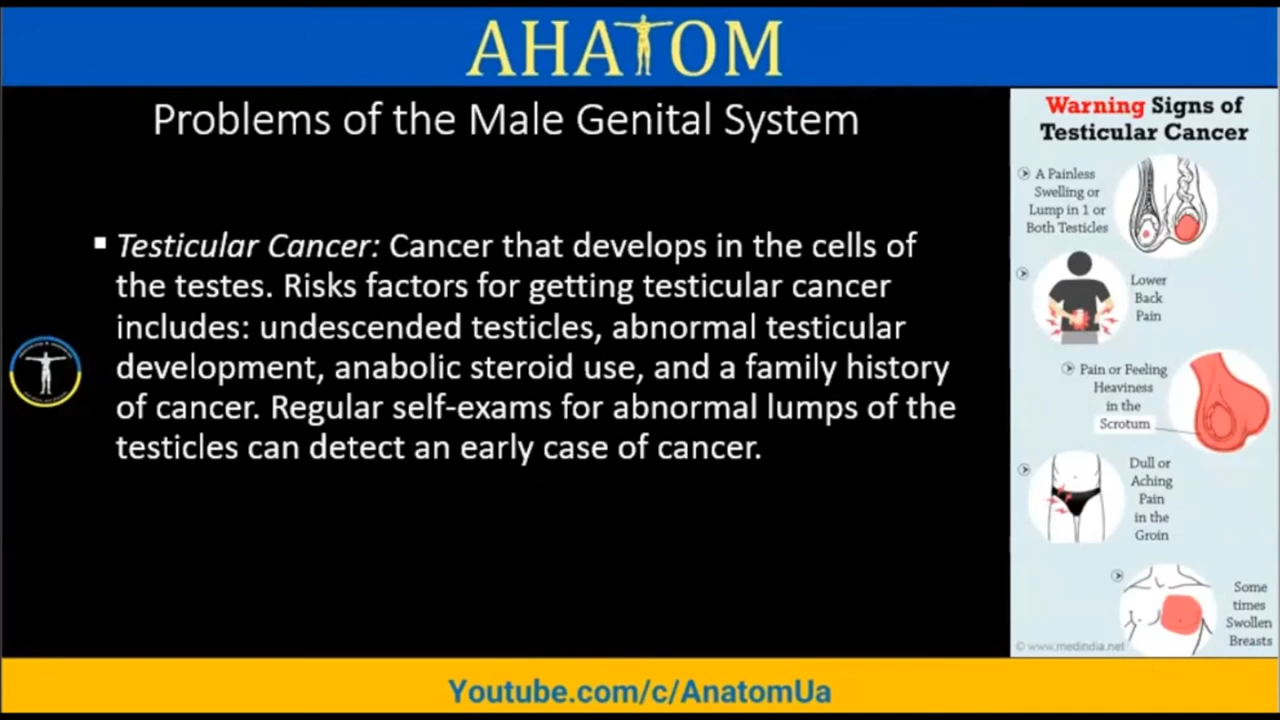 AHATOM
Problems of the Male Genital System
▪ Testicular Cancer: Cancer that develops in the cells of
the testes. Risks factors for getting testicular cancer
includes: undescended testicles, abnormal testicular
development, anabolic steroid use, and a family history
of cancer. Regular self-exams for abnormal lumps of the
testicles can detect an early case of cancer.
Warning Signs of
Testicular Cancer
A Painless
Swelling or
Lump in 1 or
Both Testicles
Lower
Back
Pain
Pain or Feeling
Heaviness
in the
Scrotum
Dull or
Aching
Pain
in the
Groin
Some
times
Swollen
Breasts
© www.medindia.net
Youtube.com/c/AnatomUa